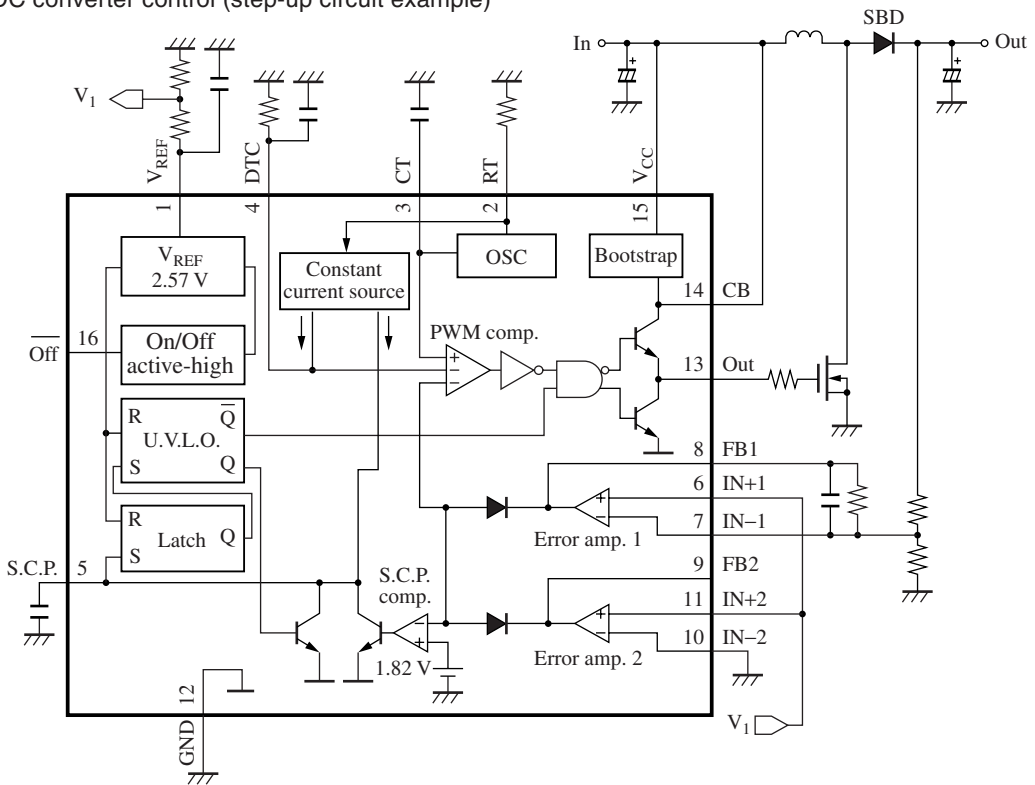 DC converter control (step-up circuit example)
SBD
In
Out
V1
VREF
DTC
CT
RT
VCC
1
4
3
2
15
VREF
2.57 V
Constant
current source
OSC
Bootstrap
14
CB
16
Off
On/Off
active-high
PWM comp.
13
Out
R
Q
U.V.L.O.
S
Q
8
FB1
6
IN+1
7
IN−1
Error amp. 1
R
Latch
Q
S
S.C.P.
5
S.C.P.
comp.
9
FB2
11
IN+2
10
IN−2
Error amp. 2
1.82 V
12
GND
V1